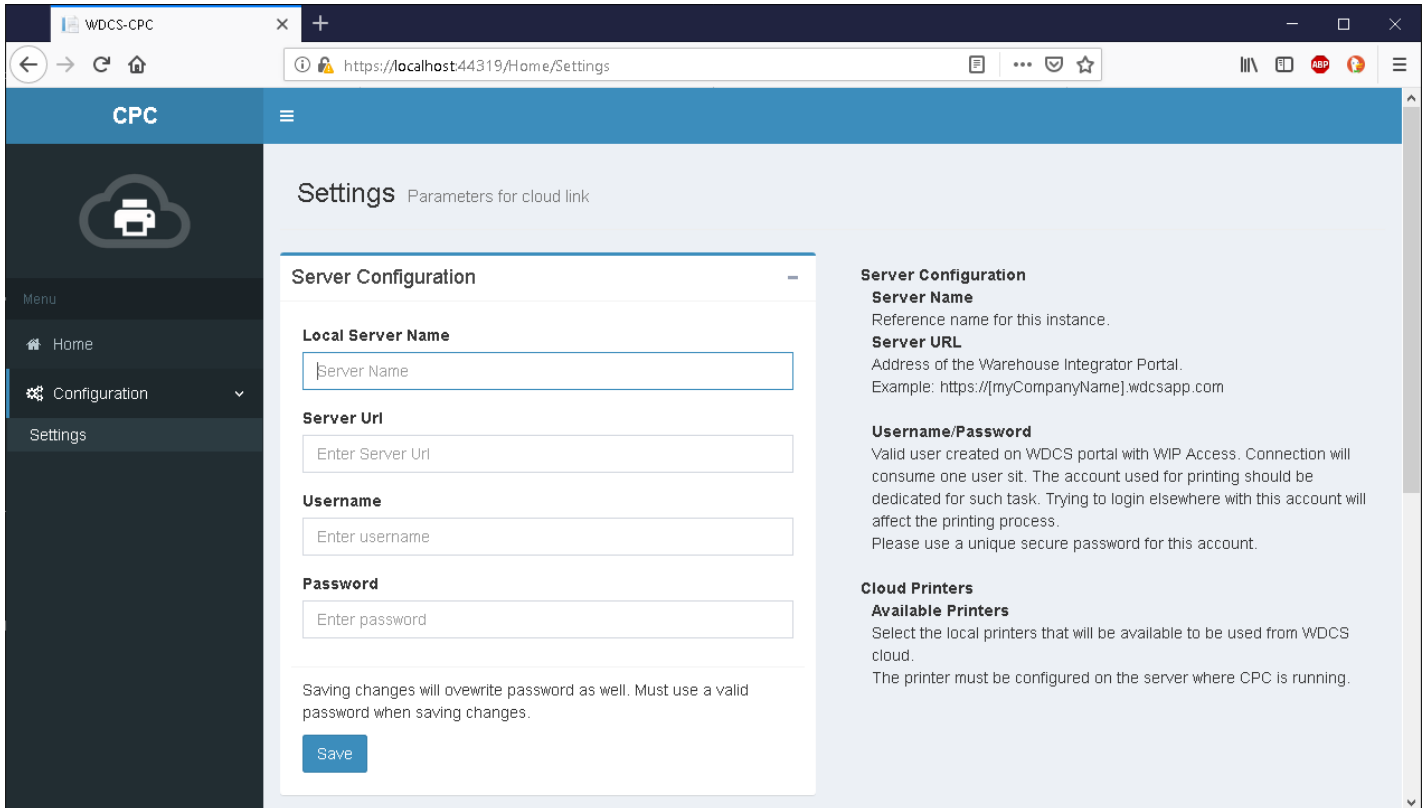 WDCS-CPC
https://localhost:44319/Home/Settings
ABP
CPC
Settings Parameters for cloud link
Menu
Home
Configuration
Settings
Server Configuration
Local Server Name
Server Name
Server Url
Enter Server Url
Username
Enter username
Password
Enter password
Saving changes will ovewrite password as well. Must use a valid
password when saving changes.
Save
Server Configuration
Server Name
Reference name for this instance.
Server URL
Address of the Warehouse Integrator Portal.
Example: https://[myCompanyName].wdcsapp.com
Username/Password
Valid user created on WDCS portal with WIP Access. Connection will
consume one user sit. The account used for printing should be
dedicated for such task. Trying to login elsewhere with this account will
affect the printing process.
Please use a unique secure password for this account.
Cloud Printers
Available Printers
Select the local printers that will be available to be used from WDCS
cloud.
The printer must be configured on the server where CPC is running.